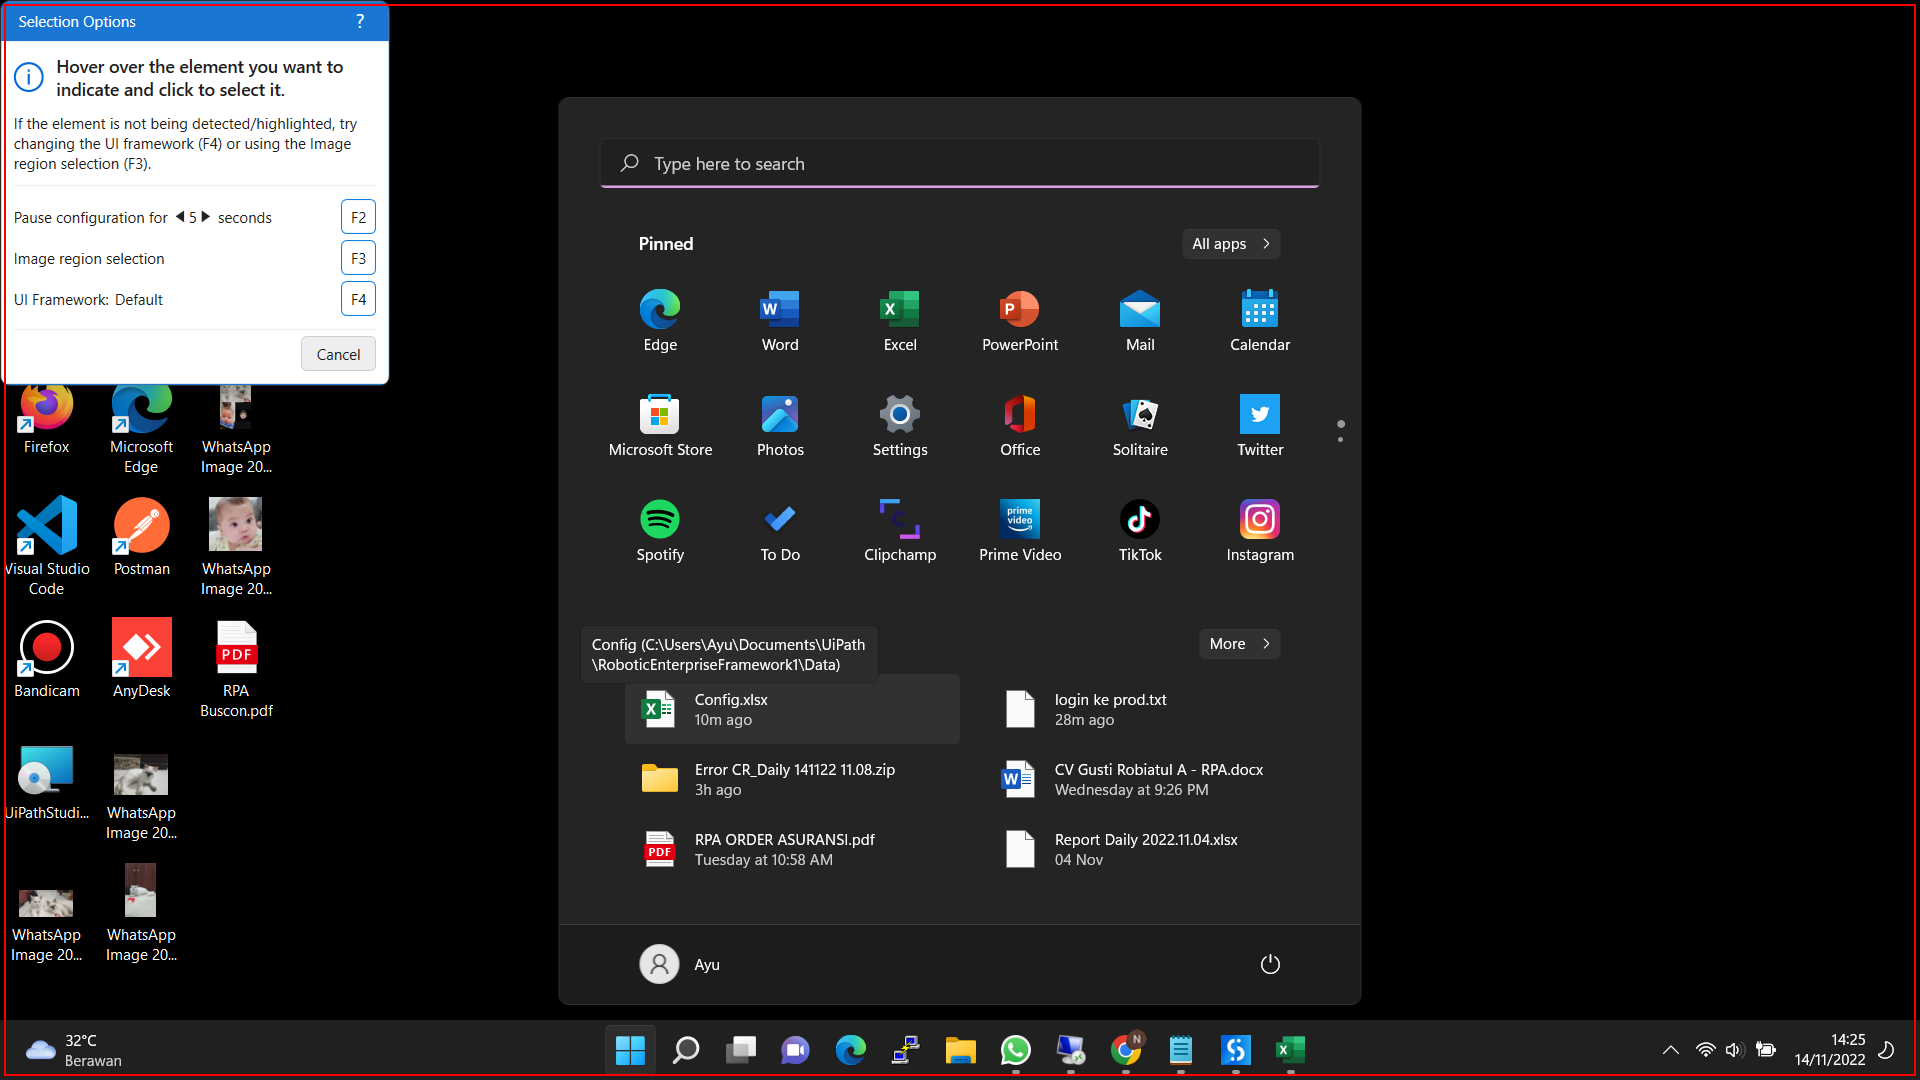 Selection Options
?
Hover over the element you want to
indicate and click to select it.
If the element is not being detected/highlighted, try
changing the UI framework (F4) or using the Image
region selection (F3).
Pause configuration for 5 seconds
F2
Image region selection
F3
UI Framework: Default
F4
Cancel
Firefox
Microsoft
Edge
WhatsApp
Image 20...
Visual Studio
Code
Postman
WhatsApp
Image 20...
Bandicam
AnyDesk
PDF
RPA
Buscon.pdf
UiPathStudi...
WhatsApp
Image 20...
WhatsApp
Image 20...
WhatsApp
Image 20...
Type here to search
Pinned
All apps
Edge
Word
Excel
PowerPoint
Mail
Calendar
Microsoft Store
Photos
Settings
Office
Solitaire
Twitter
Spotify
To Do
Clipchamp
prime
video
Prime Video
TikTok
Instagram
Config (C:\Users\Ayu\Documents\UiPath
\RoboticEnterpriseFramework1\Data)
More
Config.xlsx
10m ago
login ke prod.txt
28m ago
Error CR_Daily 141122 11.08.zip
3h ago
CV Gusti Robiatul A - RPA.docx
Wednesday at 9:26 PM
PDF
RPA ORDER ASURANSI.pdf
Tuesday at 10:58 AM
Report Daily 2022.11.04.xlsx
04 Nov
Ayu
32°C
Berawan
N
14:25
14/11/2022